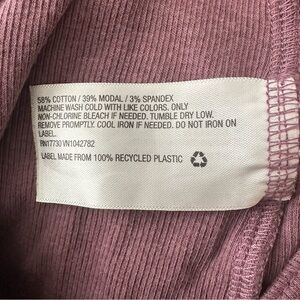 58% COTTON / 39% MODAL / 3% SPANDEX
MACHINE WASH COLD WITH LIKE COLORS. ONLY
NON-CHLORINE BLEACH IF NEEDED. TUMBLE DRY LOW.
REMOVE PROMPTLY. COOL IRON IF NEEDED. DO NOT IRON ON
LABEL.
RN17730 VN1042782
LABEL MADE FROM 100% RECYCLED PLASTIC